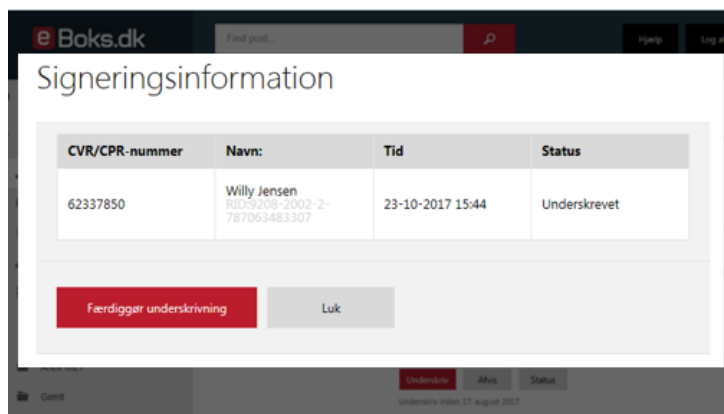 e Boks.dk
Find post...
Hjælp
Log af
Signeringsinformation
CVR/CPR-nummer Navn: Tid Status
62337850 Willy Jensen 23-10-2017 15:44 Underskrevet
RID:9208-2002-2-
787063483307
Færdiggør underskrivning Luk
Underskriv Afvis Status
Gemt
Underskriv inden 17. august 2017